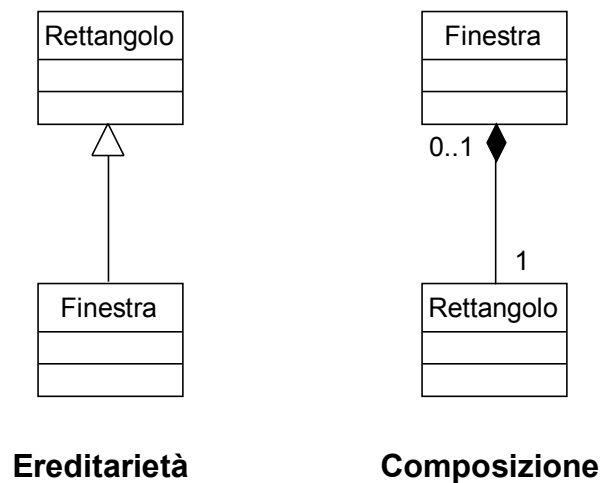 Rettangolo
Finestra
0..1
1
Finestra
Rettangolo
Ereditarietà
Composizione